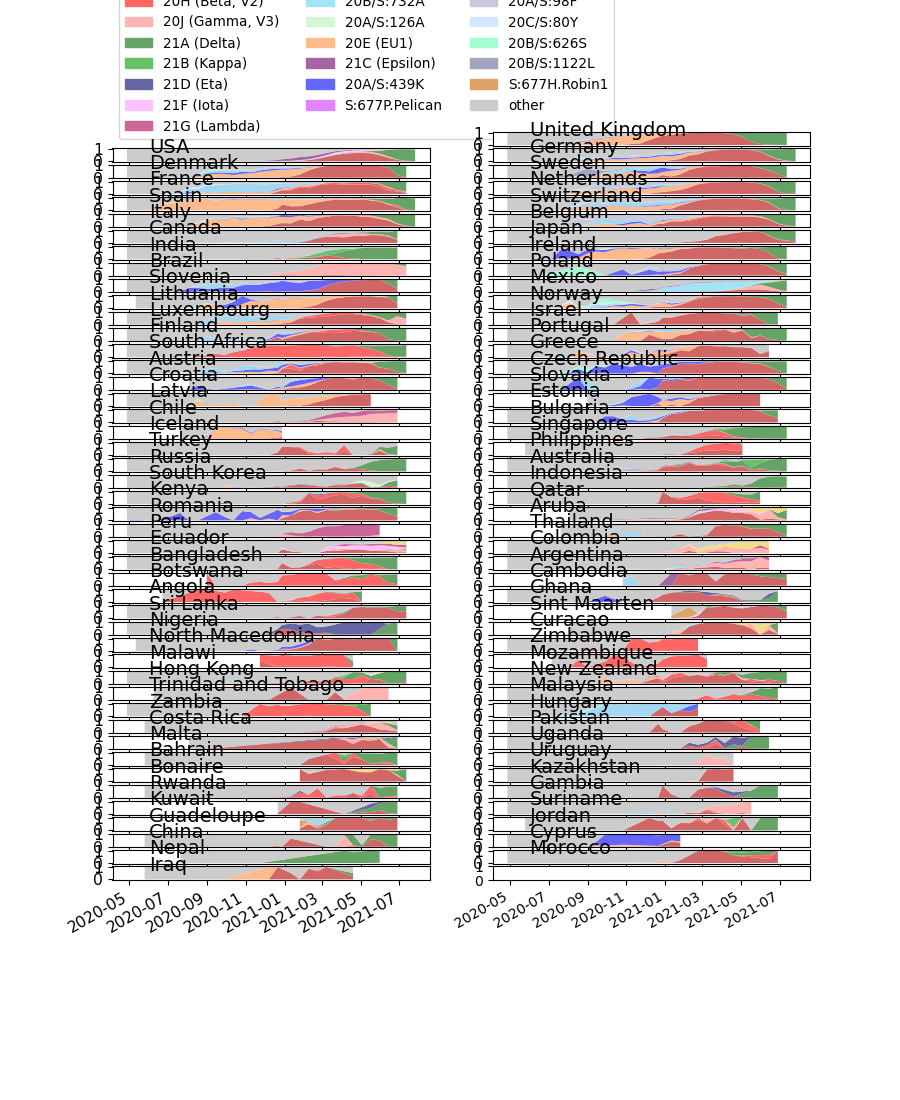 20H (Beta, V2)
20J (Gamma, V3)
21A (Delta)
21B (Kappa)
21D (Eta)
21F (Iota)
21G (Lambda)
20B/S:732A
20A/S:126A
20E (EU1)
21C (Epsilon)
20A/S:439K
S:677P.Pelican
20A/S:98F
20C/S:80Y
20B/S:626S
20B/S:1122L
S:677H.Robin1
other
USA
Denmark
France
Spain
Italy
Canada
India
Brazil
Slovenia
Lithuania
Luxembourg
Finland
South Africa
Austria
Croatia
Latvia
Chile
Iceland
Turkey
Russia
South Korea
Kenya
Romania
Peru
Ecuador
Bangladesh
Botswana
Angola
Sri Lanka
Nigeria
North Macedonia
Malawi
Hong Kong
Trinidad and Tobago
Zambia
Costa Rica
Malta
Bahrain
Bonaire
Rwanda
Kuwait
Guadeloupe
China
Nepal
Iraq
0
2020-05
2020-07
2020-09
2020-11
2021-01
2021-03
2021-05
2021-07
United Kingdom
Germany
Sweden
Netherlands
Switzerland
Belgium
Japan
Ireland
Poland
Mexico
Norway
Israel
Portugal
Greece
Czech Republic
Slovakia
Estonia
Bulgaria
Singapore
Philippines
Australia
Indonesia
Qatar
Aruba
Thailand
Colombia
Argentina
Cambodia
Ghana
Sint Maarten
Curacao
Zimbabwe
Mozambique
New Zealand
Malaysia
Hungary
Pakistan
Uganda
Uruguay
Kazakhstan
Gambia
Suriname
Jordan
Cyprus
Morocco
0
2020-05
2020-07
2020-09
2020-11
2021-01
2021-03
2021-05
2021-07